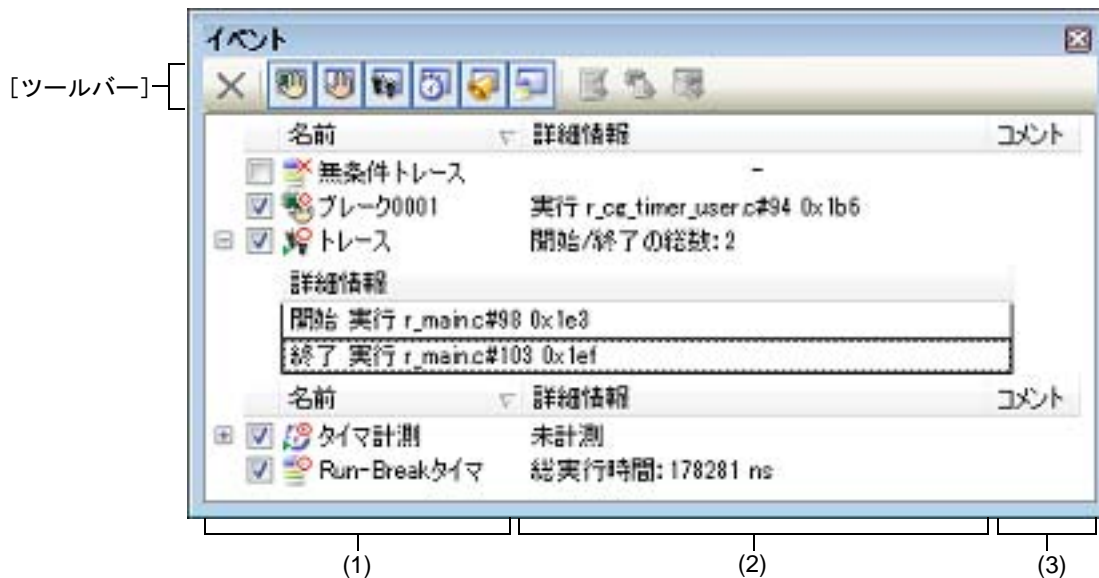 イベント
[ツールバー]
名前 詳細情報 コメント
無条件トレース -
ブレーク0001 実行 r_cg_timer_user.c#94 0x1b6
トレース 開始/終了の総数: 2
詳細情報
開始 実行 r_main.c#98 0x1e3
終了 実行 r_main.c#103 0x1ef
名前 詳細情報 コメント
タイマ計測 未計測
Run-Breakタイマ 総実行時間: 178281 ns
(1) (2) (3)